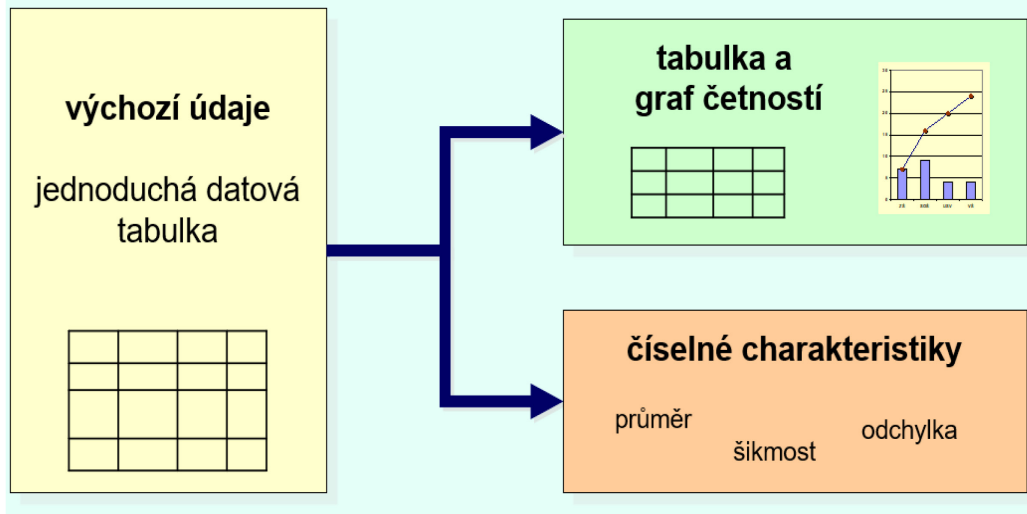 výchozí údaje
jednoduchá datová
tabulka
tabulka a
graf četností
číselné charakteristiky
průměr
šikmost
odchylka